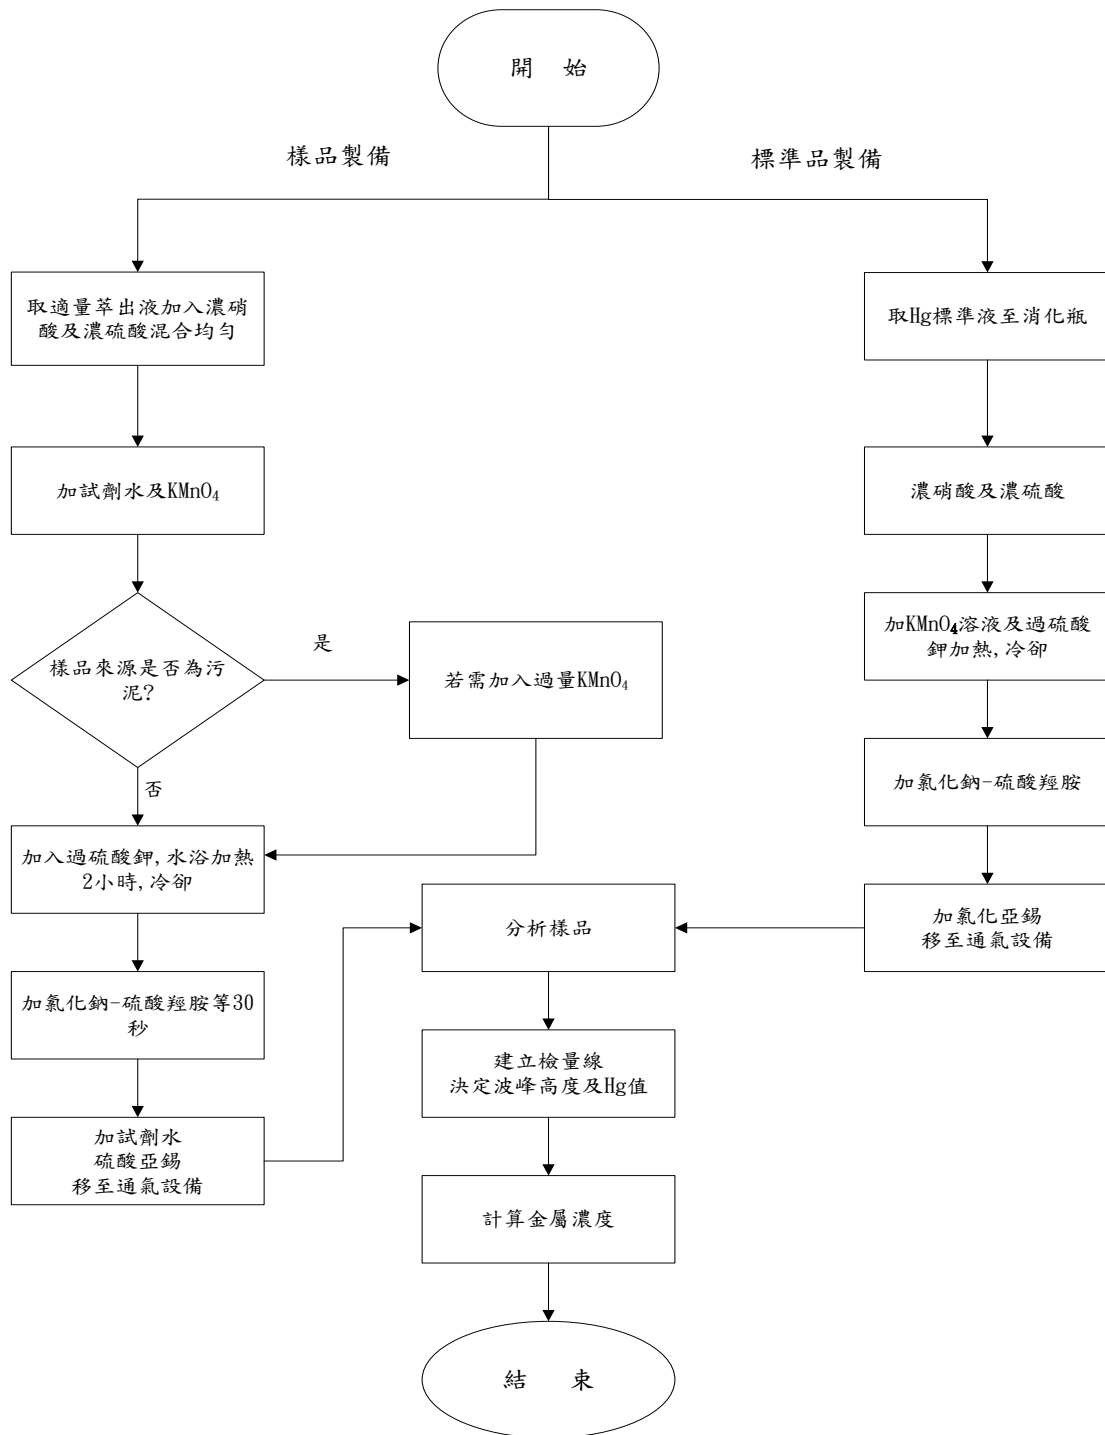 開 始
樣品製備
標準品製備
取適量萃出液加入濃硝
酸及濃硫酸混合均勻
取Hg標準液至消化瓶
加試劑水及KMnO₄
濃硝酸及濃硫酸
樣品來源是否為污
泥?
是
若需加入過量KMnO₄
加KMnO₄溶液及過硫酸
鉀加熱,冷卻
否
加氯化鈉-硫酸羥胺
加入過硫酸鉀,水浴加熱
2小時,冷卻
分析樣品
加氯化亞錫
移至通氣設備
加氯化鈉-硫酸羥胺等30
秒
建立檢量線
決定波峰高度及Hg值
加試劑水
硫酸亞錫
移至通氣設備
計算金屬濃度
結 束